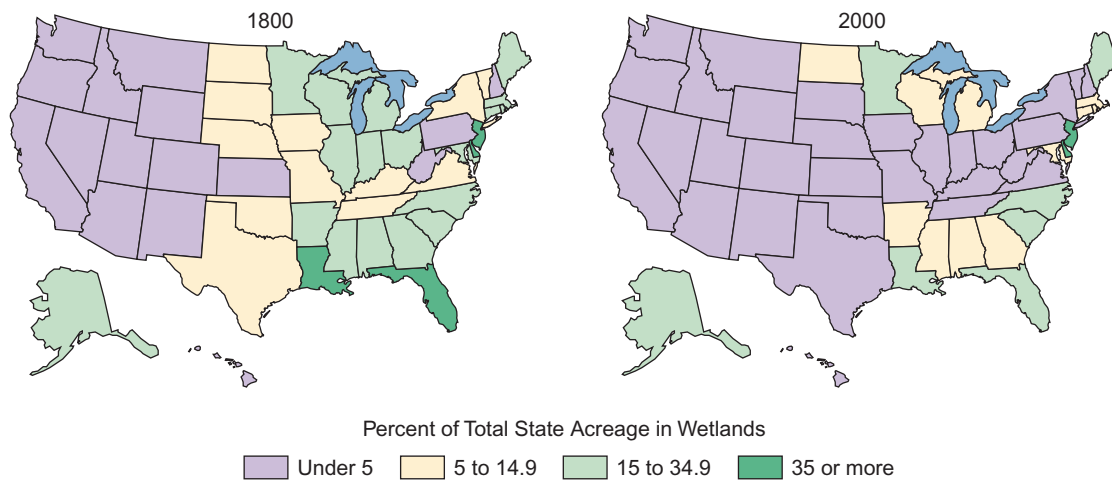 1800
2000
Percent of Total State Acreage in Wetlands
Under 5
5 to 14.9
15 to 34.9
35 or more